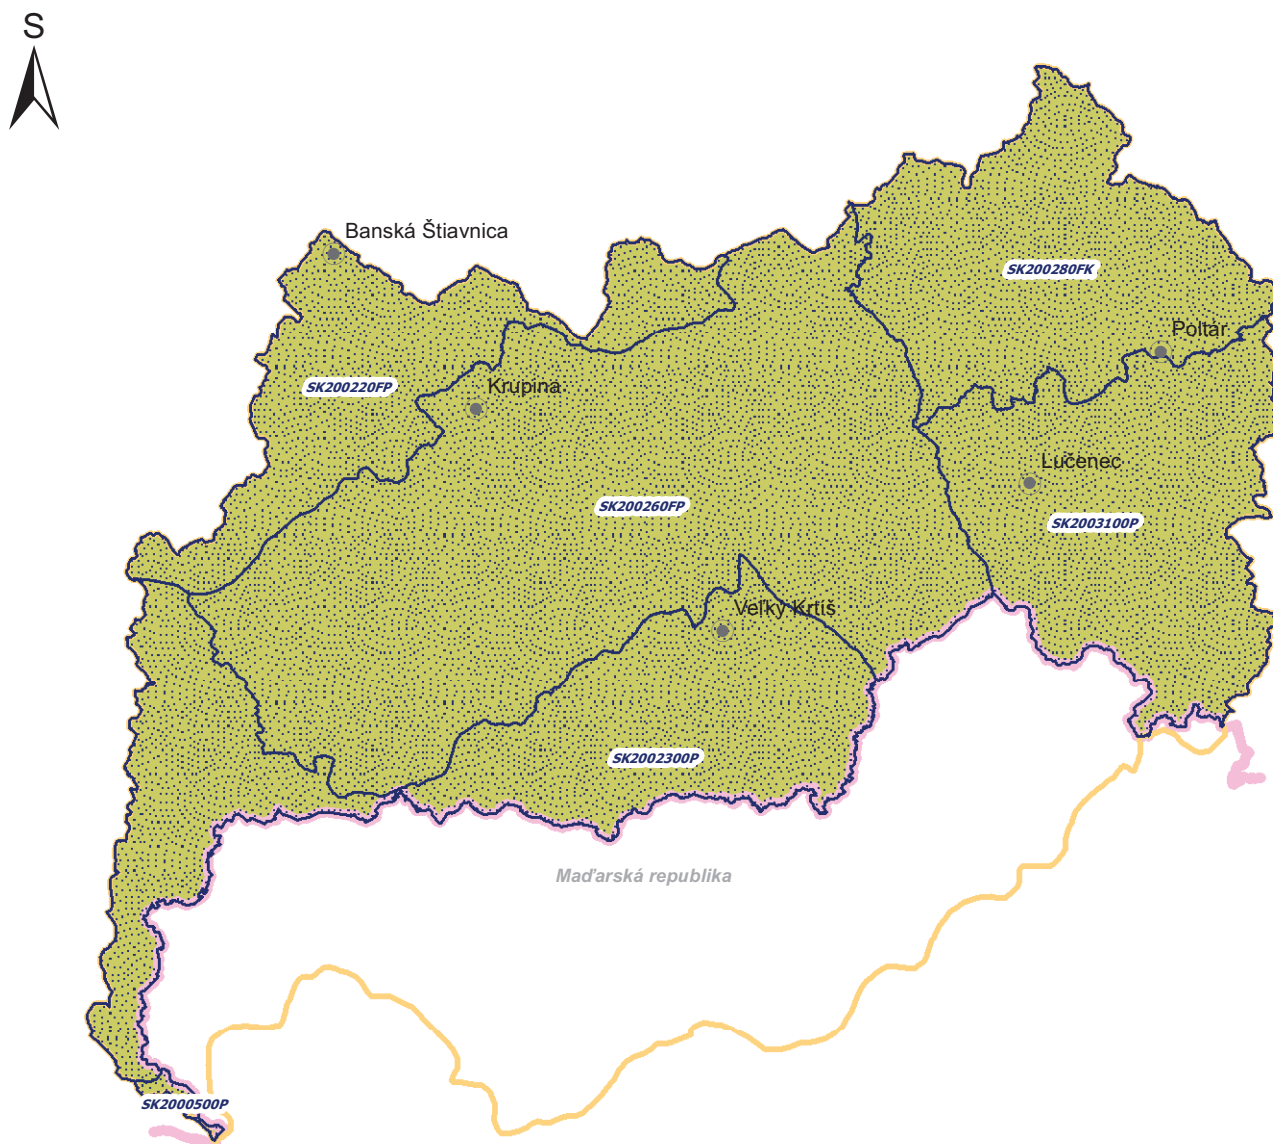 S
Banská Štiavnica
SK200280FK
Poltár
SK200220FP
Krupina
Lučenec
SK200260FP
SK2003100P
Veľký Krtíš
SK2002300P
Maďarská republika
SK2000500P